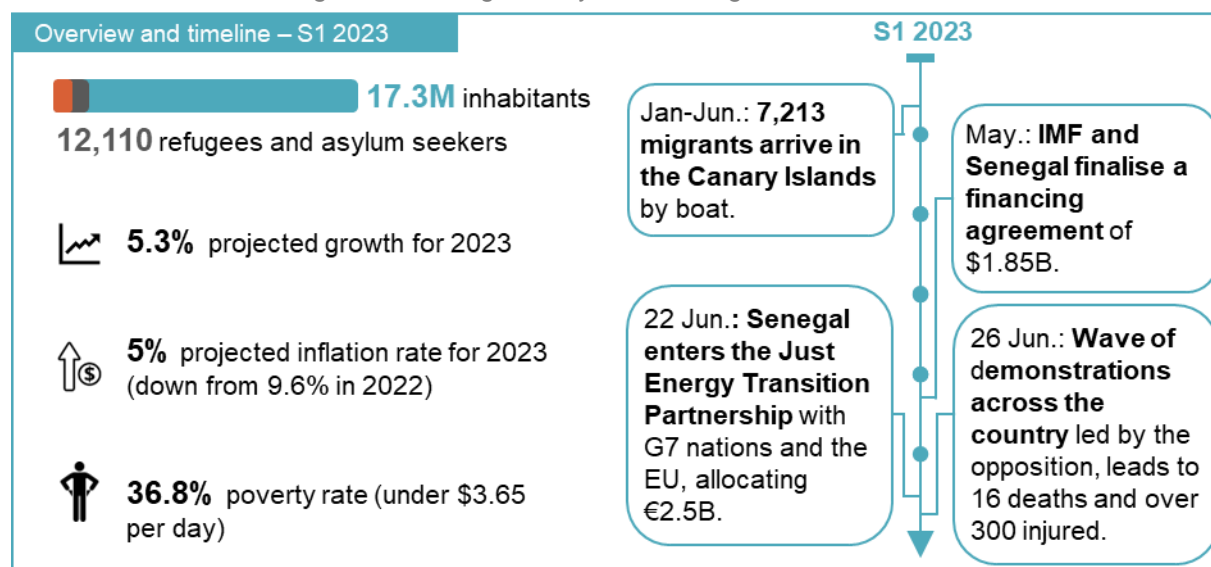 Overview and timeline – S1 2023
17.3M inhabitants
12,110 refugees and asylum seekers
5.3% projected growth for 2023
5% projected inflation rate for 2023
(down from 9.6% in 2022)
36.8% poverty rate (under $3.65
per day)
S1 2023
Jan-Jun.: 7,213
migrants arrive in
the Canary Islands
by boat.
May.: IMF and
Senegal finalise a
financing
agreement of
$1.85B.
22 Jun.: Senegal
enters the Just
Energy Transition
Partnership with
G7 nations and the
EU, allocating
€2.5B.
26 Jun.: Wave of
demonstrations
across the
country led by the
opposition, leads to
16 deaths and over
300 injured.